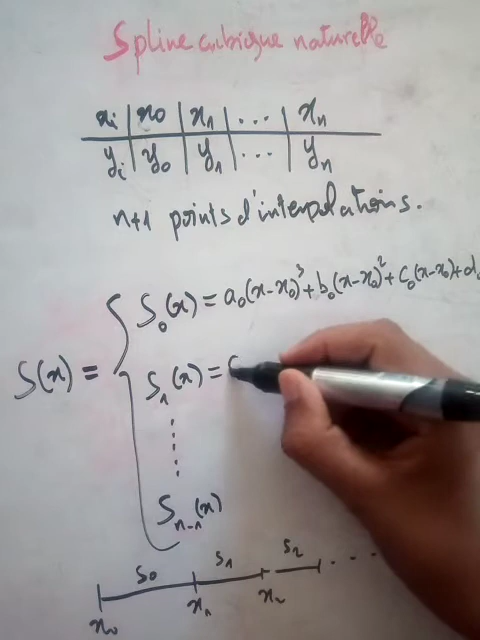 Spline cubique naturelle
xi | x0 | x1 | ... | xn
yi | y0 | y1 | ... | yn
n+1 points d'interpolations.
S0(x) = a0(x-x0)³+b0(x-x0)²+c0(x-x0)+d0
S(x) =
S1(x) =
Sn-1(x)
S0 S1 S2
x0 x1 x2